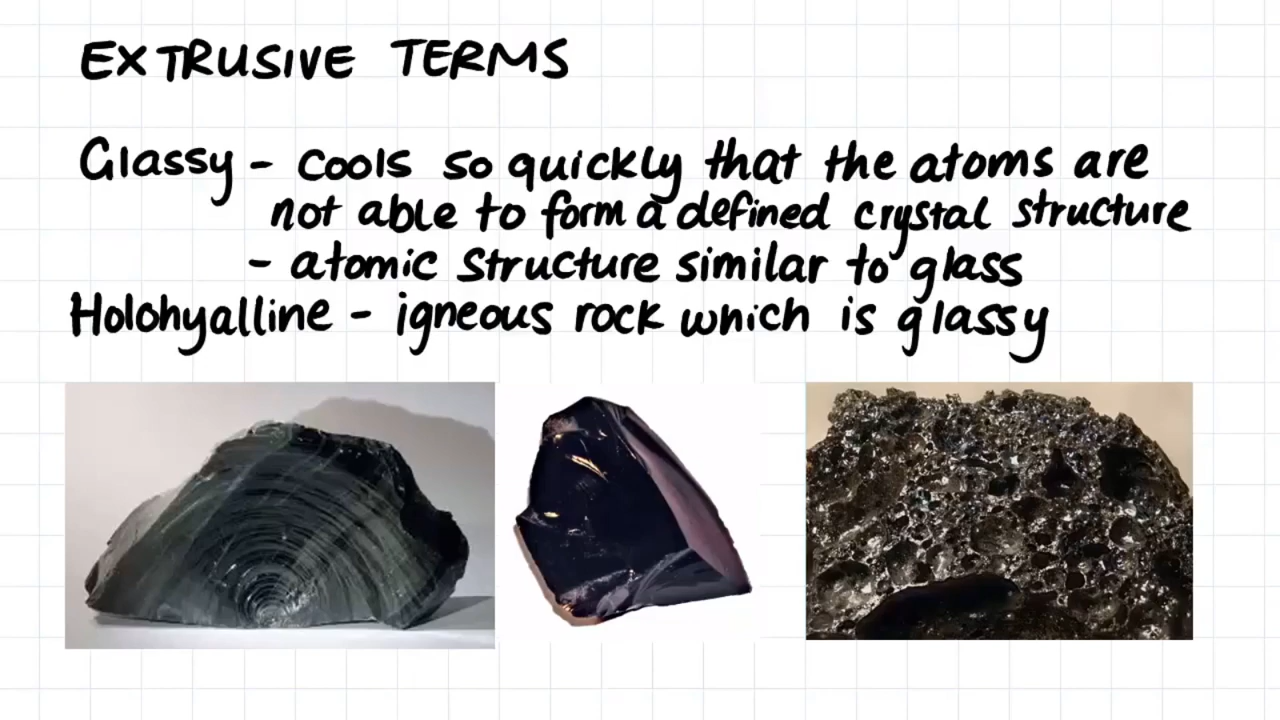 EXTRUSIVE TERMS
Glassy - cools so quickly that the atoms are
not able to form a defined crystal structure
- atomic structure similar to glass
Holohyalline - igneous rock which is glassy